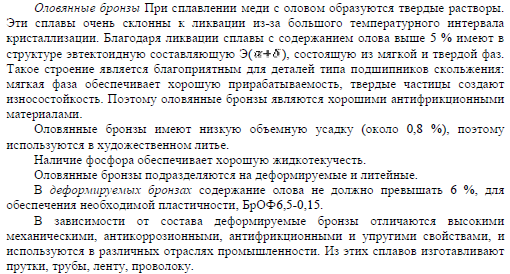 Оловянные бронзы При сплавлении меди с оловом образуются твердые растворы.
Эти сплавы очень склонны к ликвации из-за большого температурного интервала
кристаллизации. Благодаря ликвации сплавы с содержанием олова выше 5 % имеют в
структуре эвтектоидную составляющую Э(α+δ), состоящую из мягкой и твердой фаз.
Такое строение является благоприятным для деталей типа подшипников скольжения:
мягкая фаза обеспечивает хорошую прирабатываемость, твердые частицы создают
износостойкость. Поэтому оловянные бронзы являются хорошими антифрикционными
материалами.
Оловянные бронзы имеют низкую объемную усадку (около 0,8 %), поэтому
используются в художественном литье.
Наличие фосфора обеспечивает хорошую жидкотекучесть.
Оловянные бронзы подразделяются на деформируемые и литейные.
В деформируемых бронзах содержание олова не должно превышать 6 %, для
обеспечения необходимой пластичности, БрОФ6,5-0,15.
В зависимости от состава деформируемые бронзы отличаются высокими
механическими, антикоррозионными, антифрикционными и упругими свойствами, и
используются в различных отраслях промышленности. Из этих сплавов изготавливают
прутки, трубы, ленту, проволоку.